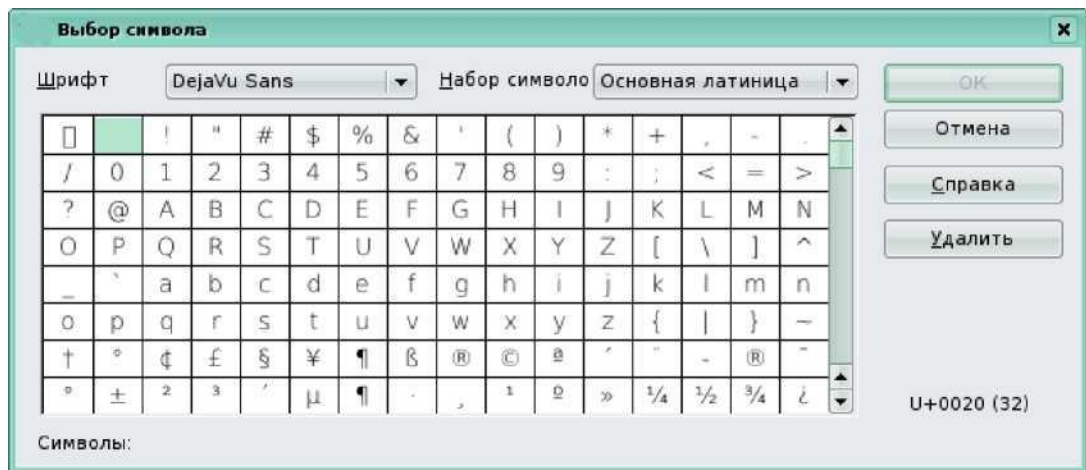 Выбор символа
Шрифт DejaVu Sans Набор символо Основная латиница OK
! " # $ % & ' ( ) * + , - . Отмена
/ 0 1 2 3 4 5 6 7 8 9 : ; < = > Справка
? @ A B C D E F G H I J K L M N
O P Q R S T U V W X Y Z [ \ ] ^ Удалить
_ ` a b c d e f g h i j k l m n
o p q r s t u v w x y z { | } ~
† ° ¢ £ § ¥ ¶ ß ® © ª ´ ¨ - ® ¯
° ± ² ³ ´ µ ¶ · ¸ ¹ º » ¼ ½ ¾ ¿
U+0020 (32)
Символы: